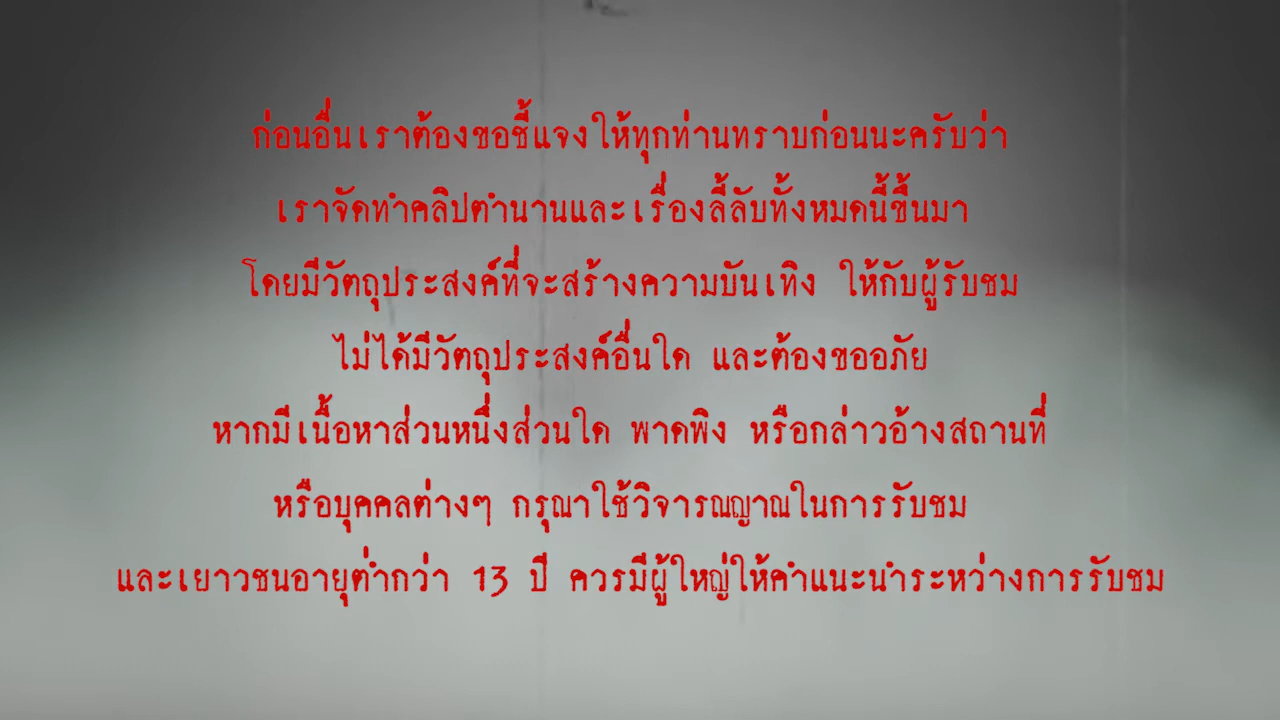 ก่อนอื่นเราต้องขอชี้แจงให้ทุกท่านทราบก่อนนะครับว่า
เราจัดทำคลิปตำนานและเรื่องลี้ลับทั้งหมดนี้ขึ้นมา
โดยมีวัตถุประสงค์ที่จะสร้างความบันเทิง ให้กับผู้รับชม
ไม่ได้มีวัตถุประสงค์อื่นใด และต้องขออภัย
หากมีเนื้อหาส่วนหนึ่งส่วนใด พาดพิง หรือกล่าวอ้างสถานที่
หรือบุคคลต่างๆ กรุณาใช้วิจารณญาณในการรับชม
และเยาวชนอายุต่ำกว่า 13 ปี ควรมีผู้ใหญ่ให้คำแนะนำระหว่างการรับชม